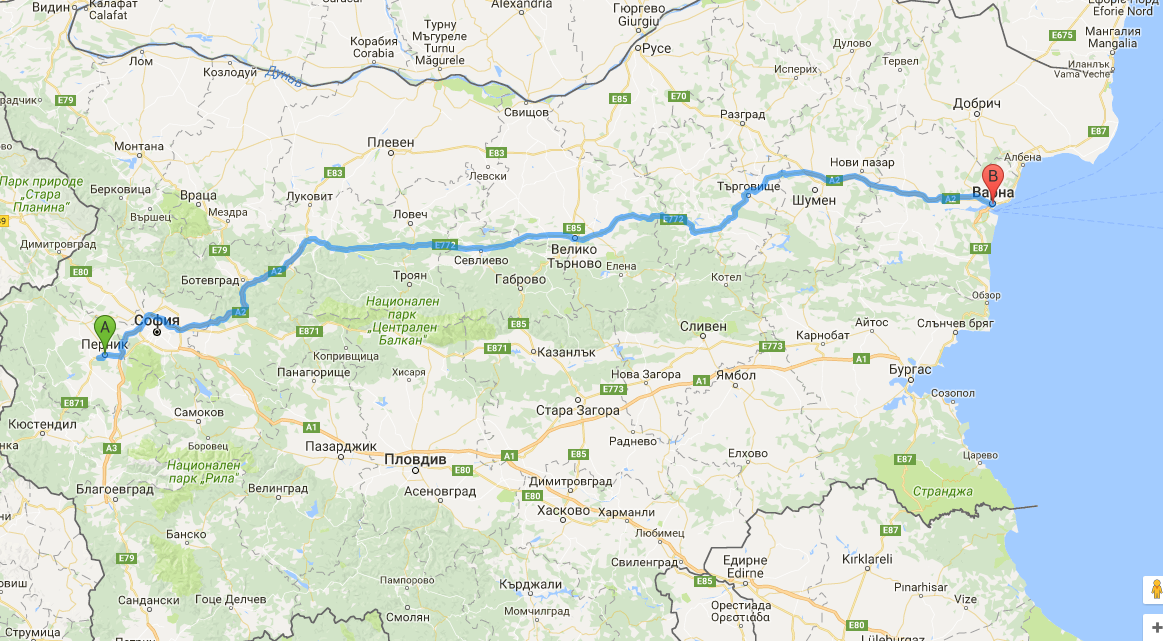 Видин
Калафат
Calafat
Caracal
Alexandria
Гюргево
Giurgiu
Eforie Nord
Мангалия
Mangalia
E675
Турну
Мъгуреле
Turnu
Măgurele
Корабия
Corabia
Лом
Козлодуи
Дунав
Русе
Дулово
Тервел
Исперих
Vama Veche
E79
Свищов
E85
E70
Разград
Добрич
E87
Албена
Монтана
Плевен
E83
E83
Левски
Нови пазар
Парк природе
„Стара
Планина“
Берковица
Враца
Луковит
Търговище
A2
Шумен
A2
B
Варна
Вършец
Мездра
Ловеч
E85
E772
Димитровград
E79
E772
Велико
Търново
E87
E80
A2
Севлиево
Елена
Ботевград
Троян
Габрово
Котел
Обзор
Национален
парк
„Централен
Балкан“
A2
A
София
Перник
E871
E85
Сливен
Карнобат
Айтос
Слънчев бряг
E871
Казанлък
E773
A1
Копривщица
Панагюрище
Хисаря
Нова Загора
A1
Ямбол
Бургас
E773
Созопол
E871
Самоков
Стара Загора
Кюстендил
A1
A3
Боровец
Пазарджик
Раднево
Пловдив
A1
E85
Елхово
Царево
E80
E87
Национален
парк „Рила“
Благоевград
Велинград
Асеновград
Димитровград
E80
Странджа
Хасково
Харманли
Банско
Любимец
E87
E79
Свиленград
Едирне
Edirne
Kırklareli
Пампорово
Кърджали
E85
Pınarhisar
Vize
Сандански
Гоце Делчев
Момчилград
Орестиада
Ορεστιάδα
Смолян
E80
Струмица
Lüleburgaz